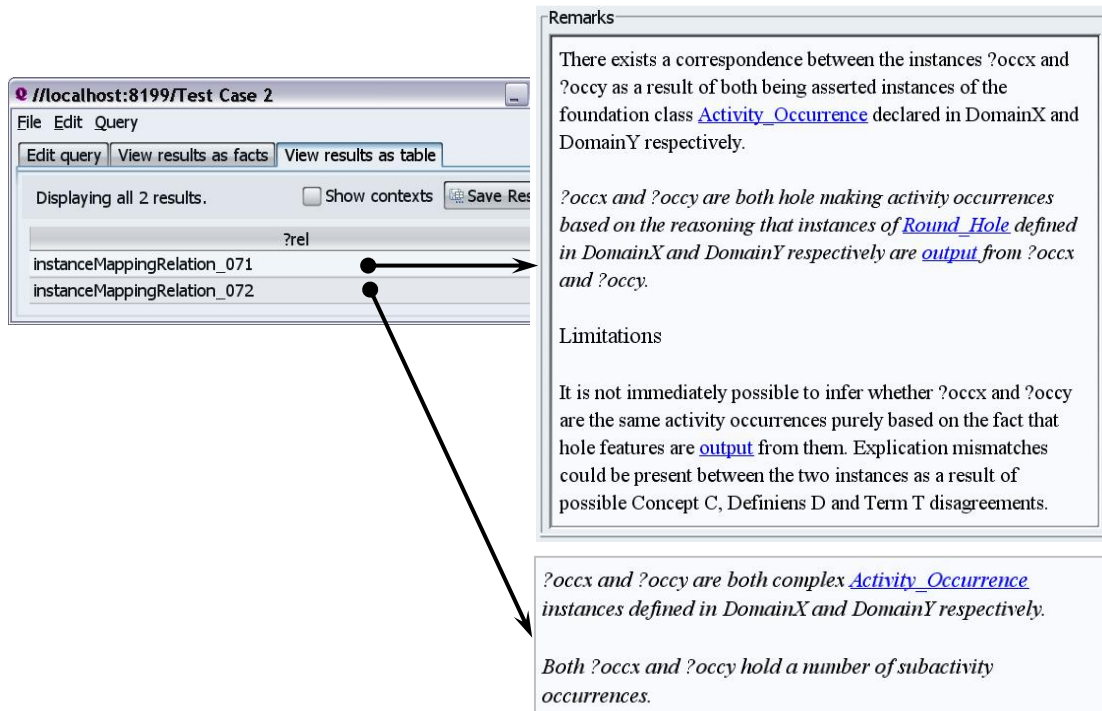 //localhost:8199/Test Case 2
File Edit Query
Edit query View results as facts View results as table
Displaying all 2 results. Show contexts Save Res
?rel
instanceMappingRelation_071
instanceMappingRelation_072
Remarks
There exists a correspondence between the instances ?occx and
?occy as a result of both being asserted instances of the
foundation class Activity_Occurrence declared in DomainX and
DomainY respectively.
?occx and ?occy are both hole making activity occurrences
based on the reasoning that instances of Round_Hole defined
in DomainX and DomainY respectively are output from ?occx
and ?occy.
Limitations
It is not immediately possible to infer whether ?occx and ?occy
are the same activity occurrences purely based on the fact that
hole features are output from them. Explication mismatches
could be present between the two instances as a result of
possible Concept C, Definiens D and Term T disagreements.
?occx and ?occy are both complex Activity_Occurrence
instances defined in DomainX and DomainY respectively.
Both ?occx and ?occy hold a number of subactivity
occurrences.